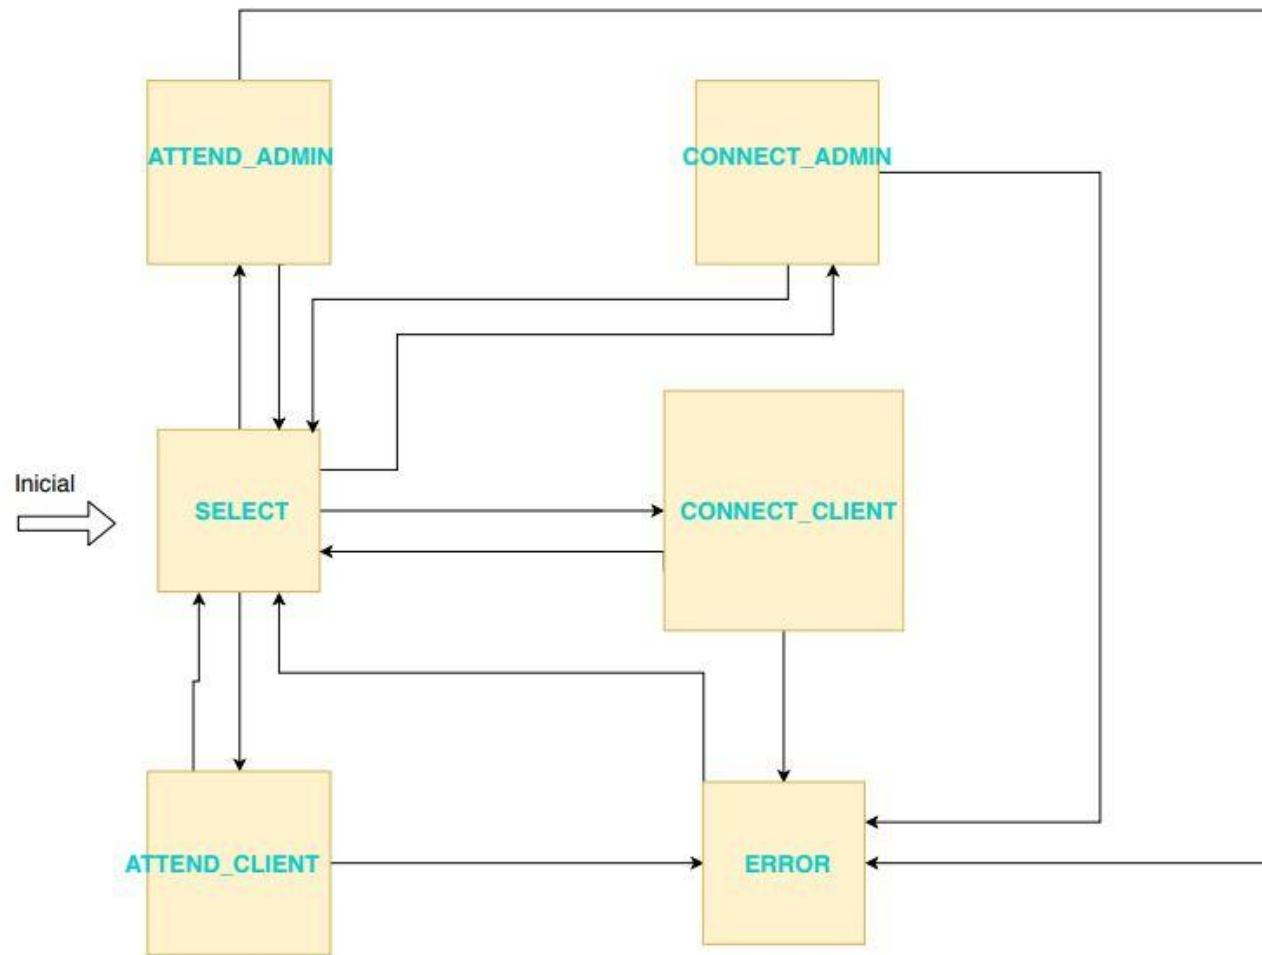 ATTEND_ADMIN
CONNECT_ADMIN
Inicial
SELECT
CONNECT_CLIENT
ATTEND_CLIENT
ERROR